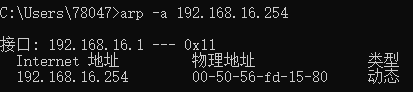 C:\Users\78047>arp -a 192.168.16.254
接口: 192.168.16.1 --- 0x11
Internet 地址 物理地址 类型
192.168.16.254 00-50-56-fd-15-80 动态